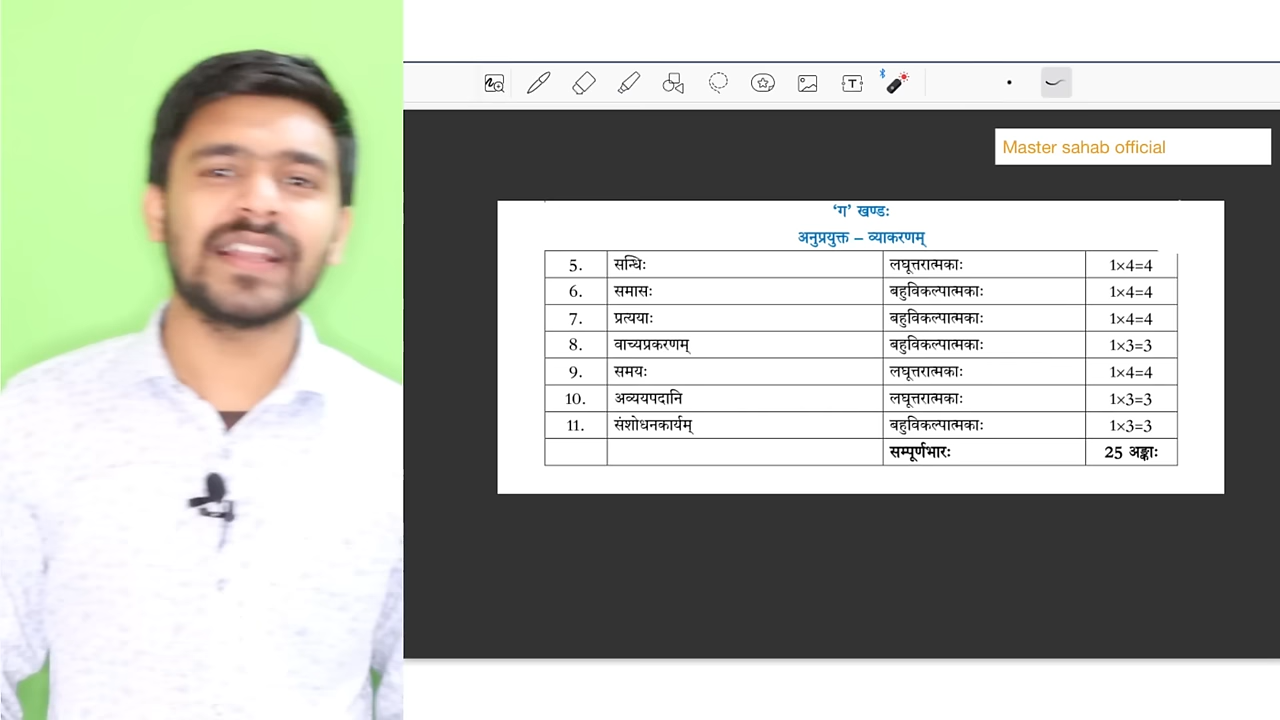 Master sahab official
‘ग’ खण्डः
अनुप्रयुक्त – व्याकरणम्
5. सन्धिः लघूत्तरात्मकाः 1×4=4
6. समासः बहुविकल्पात्मकाः 1×4=4
7. प्रत्ययाः बहुविकल्पात्मकाः 1×4=4
8. वाच्यप्रकरणम् बहुविकल्पात्मकाः 1×3=3
9. समयः लघूत्तरात्मकाः 1×4=4
10. अव्ययपदानि लघूत्तरात्मकाः 1×3=3
11. संशोधनकार्यम् बहुविकल्पात्मकाः 1×3=3
सम्पूर्णभारः 25 अङ्काः